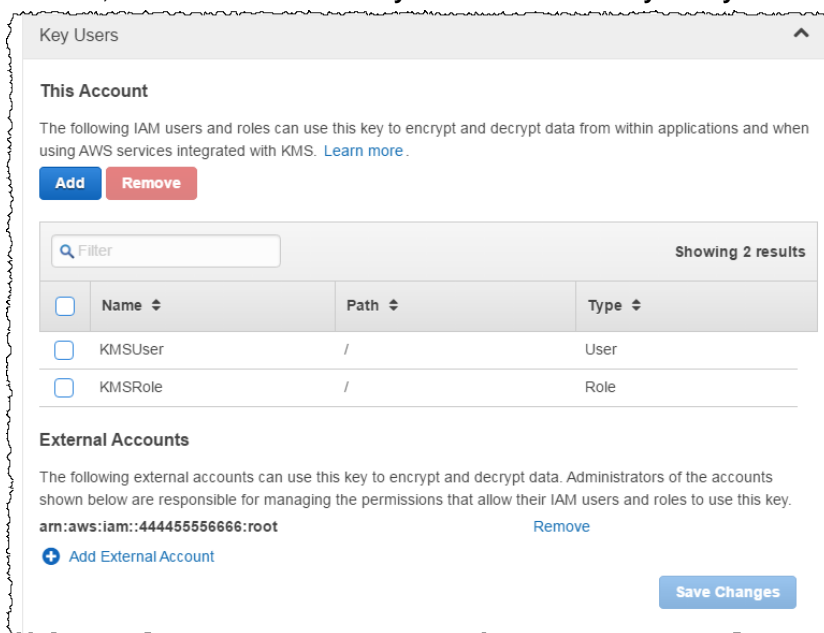 Key Users
This Account
The following IAM users and roles can use this key to encrypt and decrypt data from within applications and when
using AWS services integrated with KMS. Learn more.
Add Remove
Filter Showing 2 results
Name Path Type
KMSUser / User
KMSRole / Role
External Accounts
The following external accounts can use this key to encrypt and decrypt data. Administrators of the accounts
shown below are responsible for managing the permissions that allow their IAM users and roles to use this key.
arn:aws:iam::444455556666:root Remove
Add External Account
Save Changes